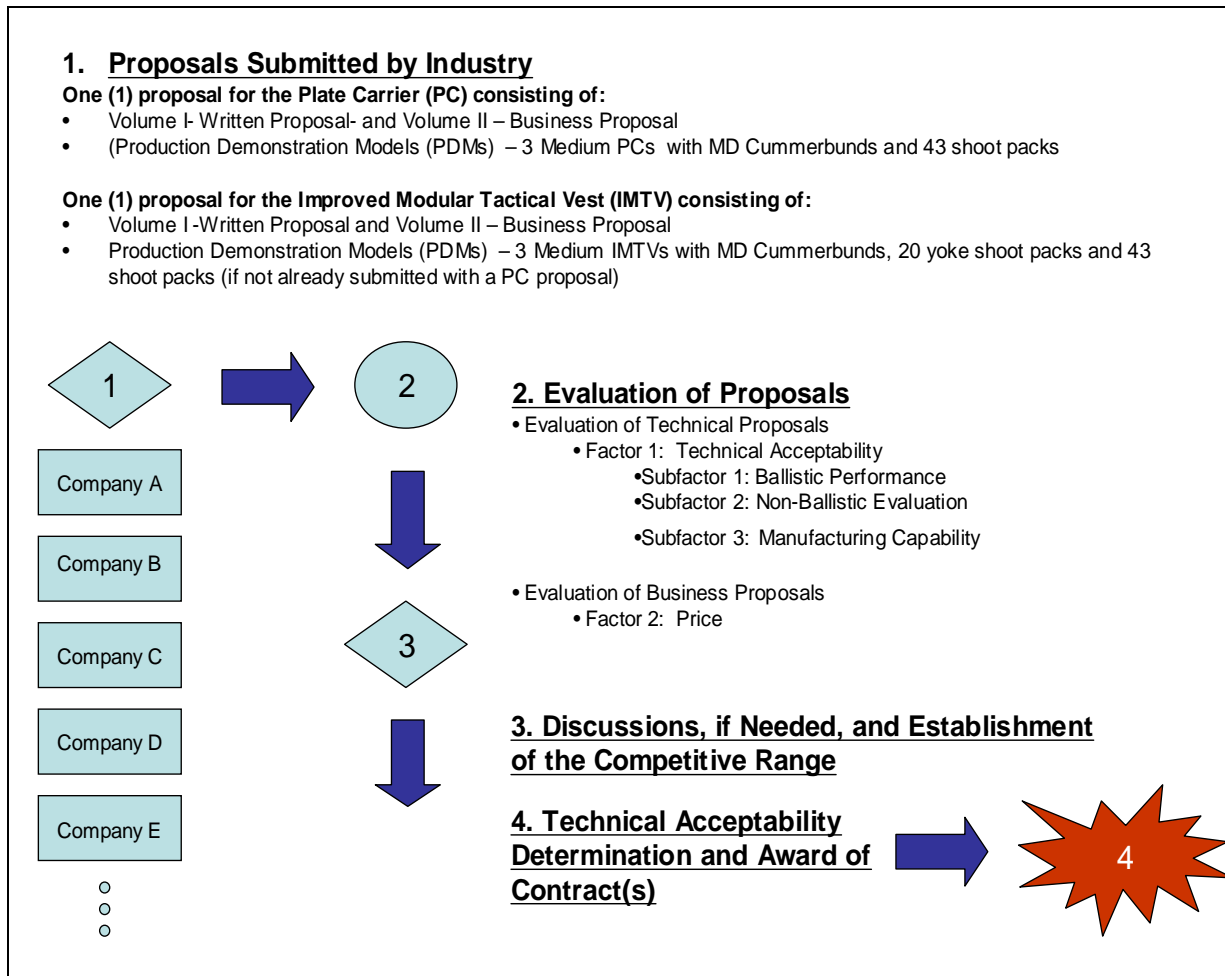 1. Proposals Submitted by Industry
One (1) proposal for the Plate Carrier (PC) consisting of:
• Volume I- Written Proposal- and Volume II – Business Proposal
• (Production Demonstration Models (PDMs) – 3 Medium PCs with MD Cummerbunds and 43 shoot packs
One (1) proposal for the Improved Modular Tactical Vest (IMTV) consisting of:
• Volume I -Written Proposal and Volume II – Business Proposal
• Production Demonstration Models (PDMs) – 3 Medium IMTVs with MD Cummerbunds, 20 yoke shoot packs and 43
shoot packs (if not already submitted with a PC proposal)
1
2
Company A
Company B
Company C
Company D
Company E
3
2. Evaluation of Proposals
• Evaluation of Technical Proposals
• Factor 1: Technical Acceptability
•Subfactor 1: Ballistic Performance
•Subfactor 2: Non-Ballistic Evaluation
•Subfactor 3: Manufacturing Capability
• Evaluation of Business Proposals
• Factor 2: Price
3. Discussions, if Needed, and Establishment
of the Competitive Range
4. Technical Acceptability
Determination and Award of
Contract(s)
4